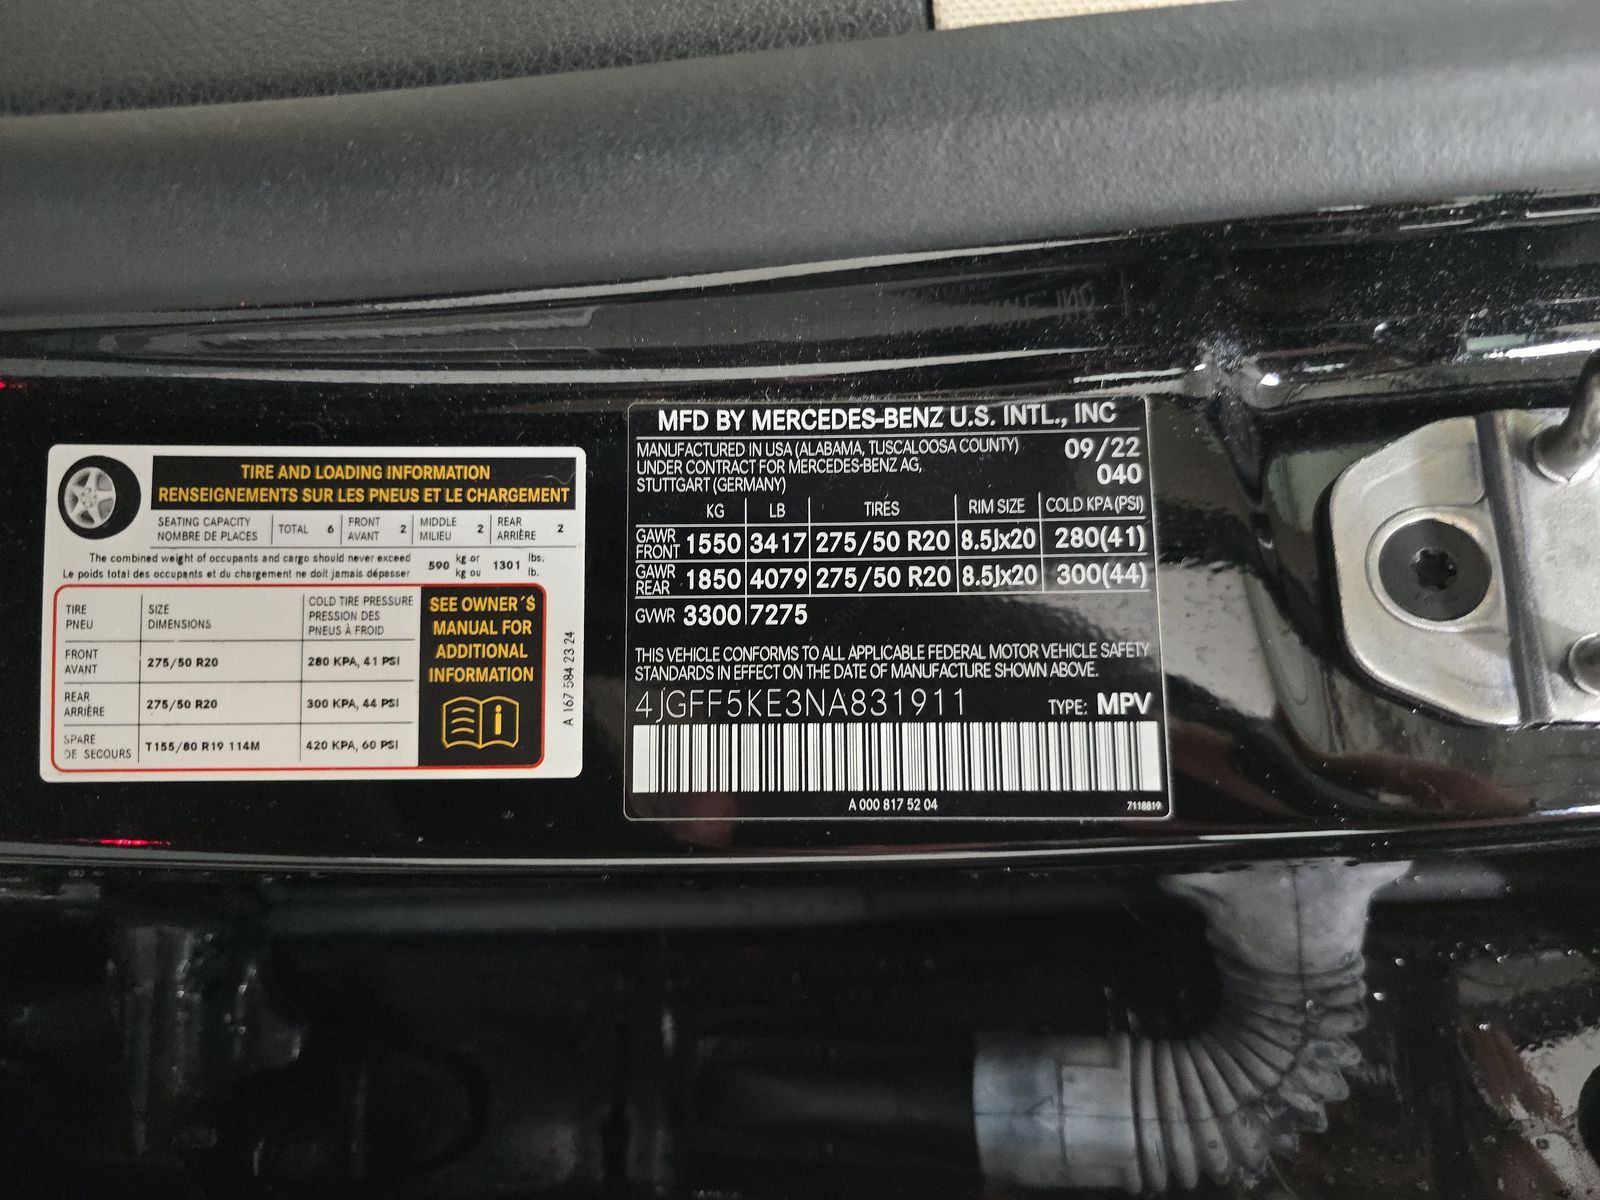 TIRE AND LOADING INFORMATION
RENSEIGNEMENTS SUR LES PNEUS ET LE CHARGEMENT
SEATING CAPACITY
NOMBRE DE PLACES
TOTAL 6
FRONT
AVANT 2
MIDDLE
MILIEU 2
REAR
ARRIÈRE 2
The combined weight of occupants and cargo should never exceed
Le poids total des occupants et du chargement ne doit jamais dépasser
590 kg or
kg ou
1301 lbs.
lb.
TIRE
PNEU
SIZE
DIMENSIONS
COLD TIRE PRESSURE
PRESSION DES
PNEUS À FROID
FRONT
AVANT
275/50 R20
280 KPA, 41 PSI
REAR
ARRIÈRE
275/50 R20
300 KPA, 44 PSI
SPARE
DE SECOURS
T155/80 R19 114M
420 KPA, 60 PSI
SEE OWNER´S
MANUAL FOR
ADDITIONAL
INFORMATION
i
A 167 584 23 24
MFD BY MERCEDES-BENZ U.S. INTL., INC
MANUFACTURED IN USA (ALABAMA, TUSCALOOSA COUNTY)
UNDER CONTRACT FOR MERCEDES-BENZ AG,
STUTTGART (GERMANY)
09/22
040
KG LB TIRES RIM SIZE COLD KPA (PSI)
GAWR
FRONT 1550 3417 275/50 R20 8.5Jx20 280(41)
GAWR
REAR 1850 4079 275/50 R20 8.5Jx20 300(44)
GVWR 3300 7275
THIS VEHICLE CONFORMS TO ALL APPLICABLE FEDERAL MOTOR VEHICLE SAFETY
STANDARDS IN EFFECT ON THE DATE OF MANUFACTURE SHOWN ABOVE.
4JGFF5KE3NA831911 TYPE: MPV
A 000 817 52 04
7118819